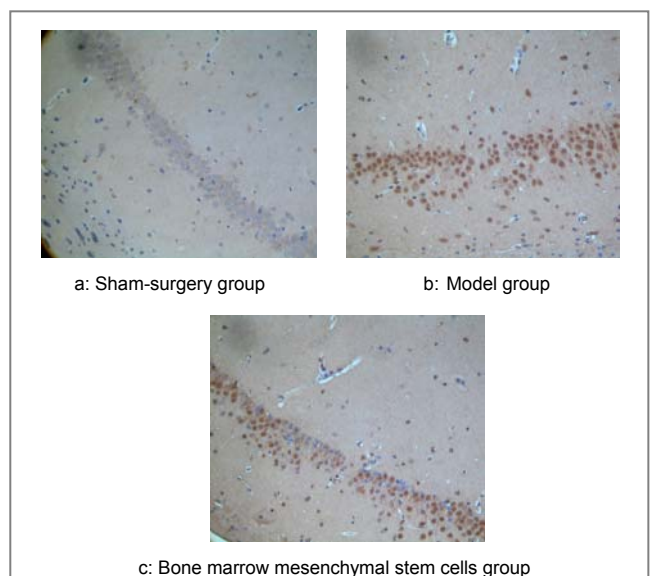 a: Sham-surgery group
b: Model group
c: Bone marrow mesenchymal stem cells group